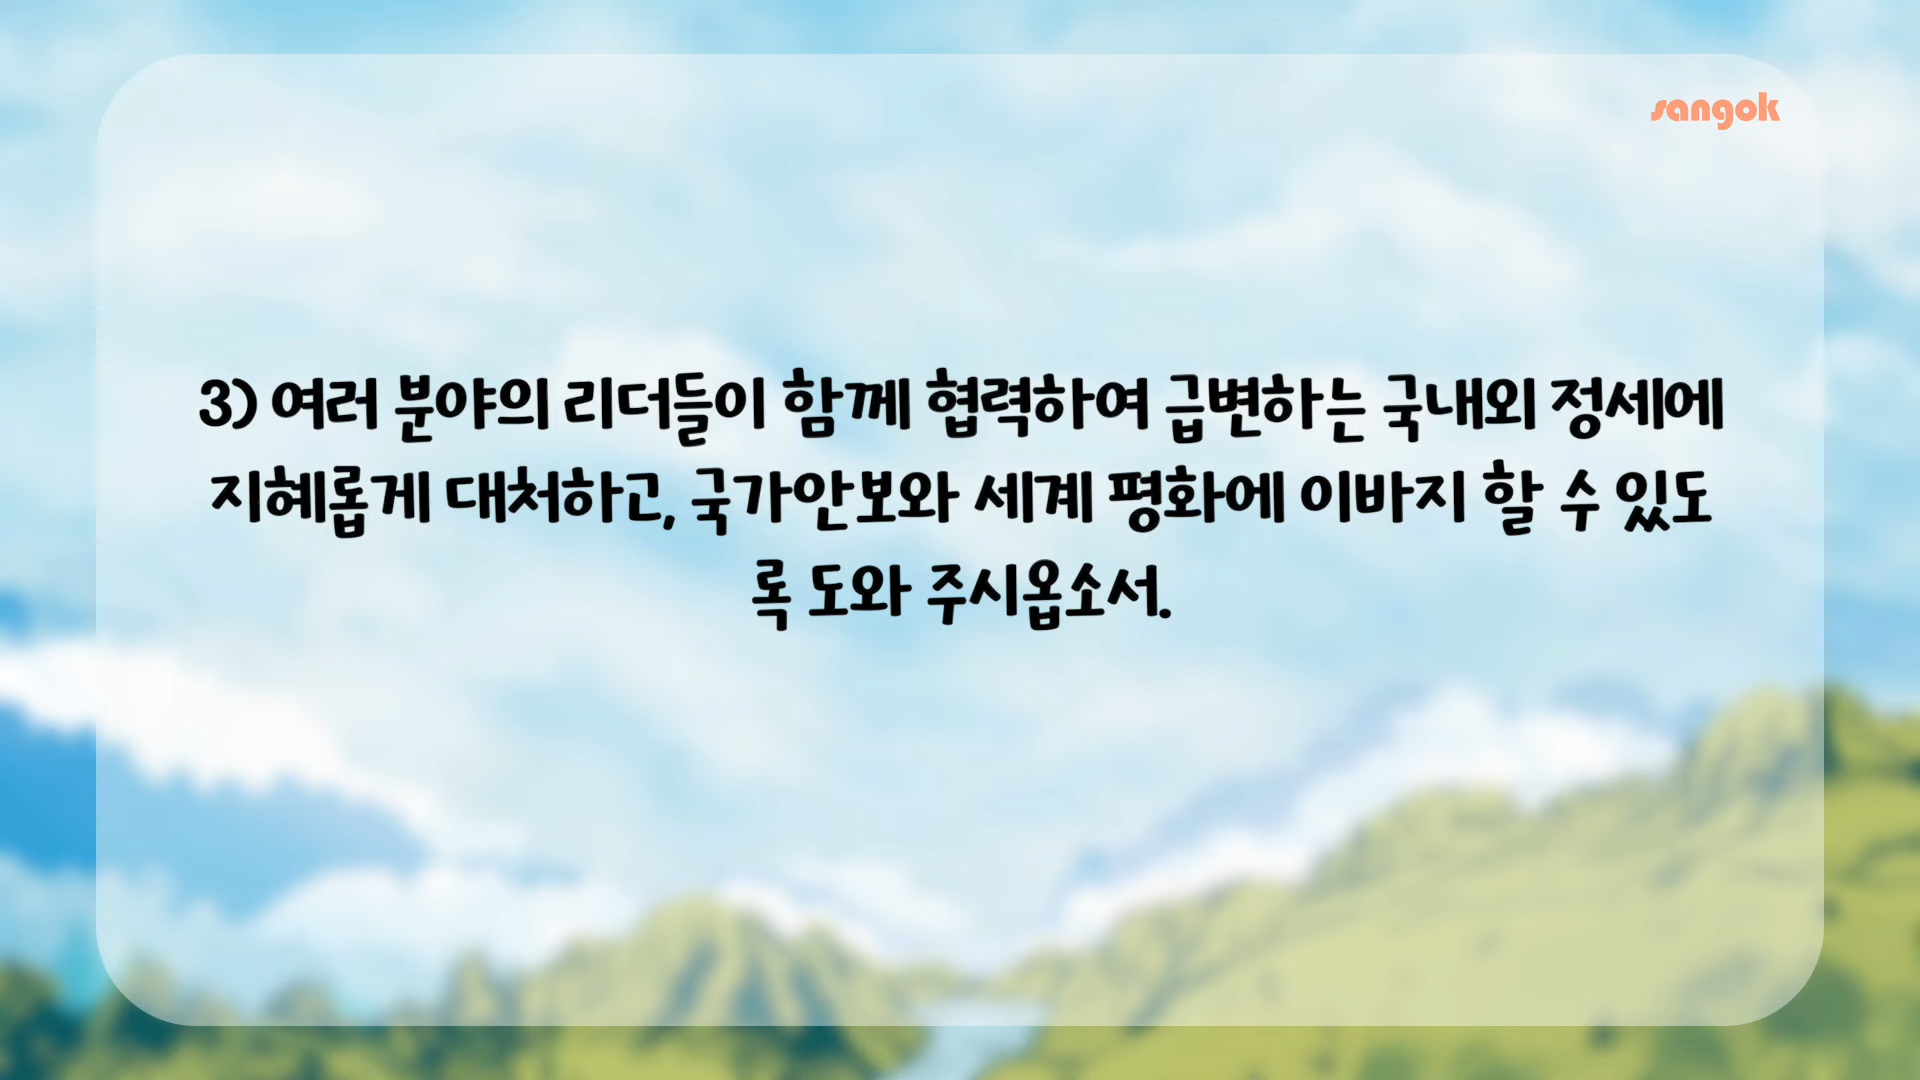 sangok
3) 여러 분야의 리더들이 함께 협력하여 급변하는 국내외 정세에
지혜롭게 대처하고, 국가안보와 세계 평화에 이바지 할 수 있도
록 도와 주시옵소서.